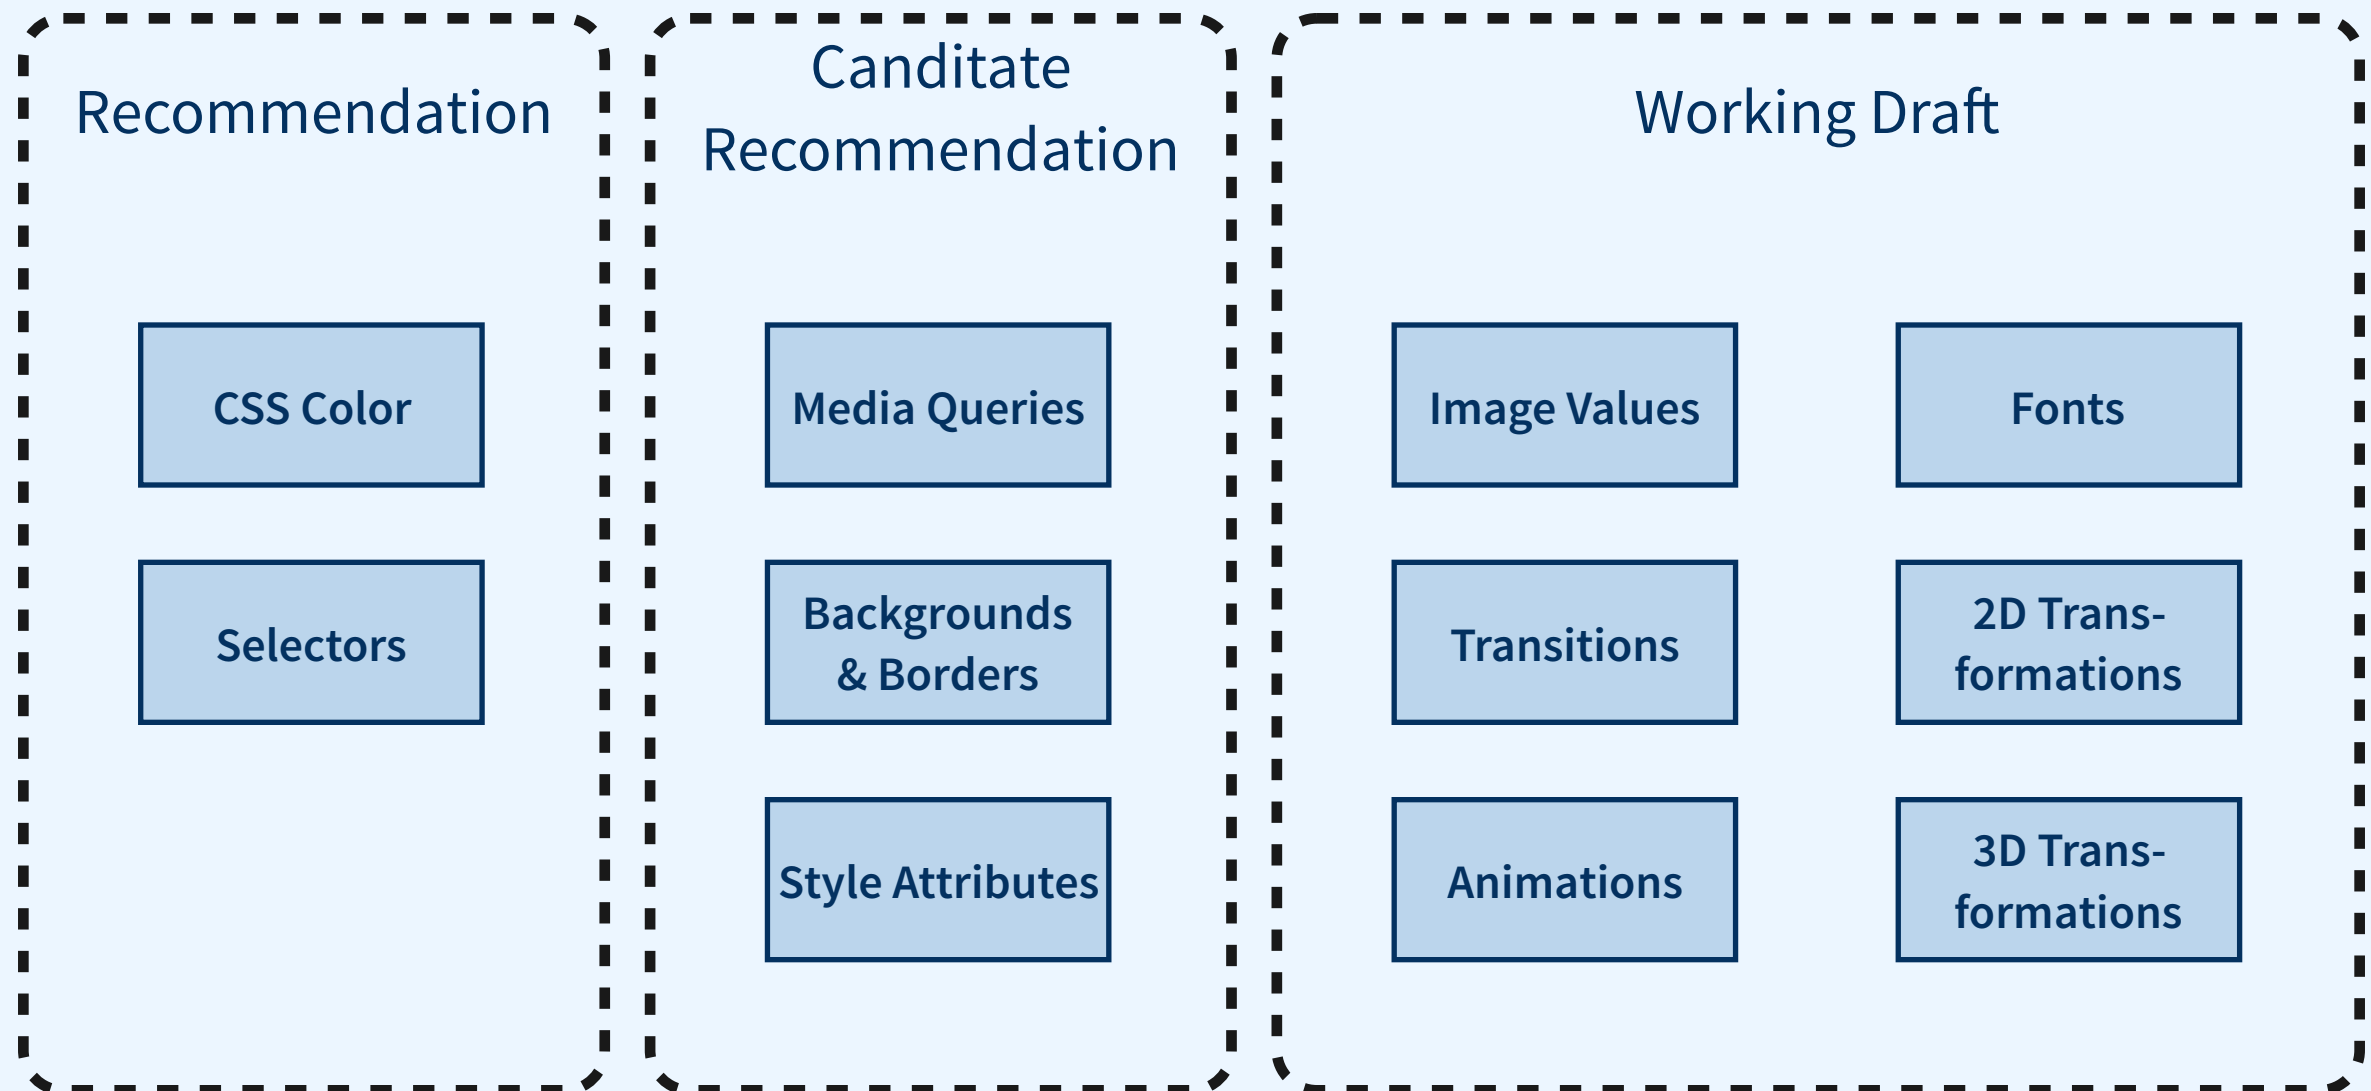 Recommendation
CSS Color
Selectors
Canditate
Recommendation
Media Queries
Backgrounds
& Borders
Style Attributes
Working Draft
Image Values
Fonts
Transitions
2D Trans-
formations
Animations
3D Trans-
formations